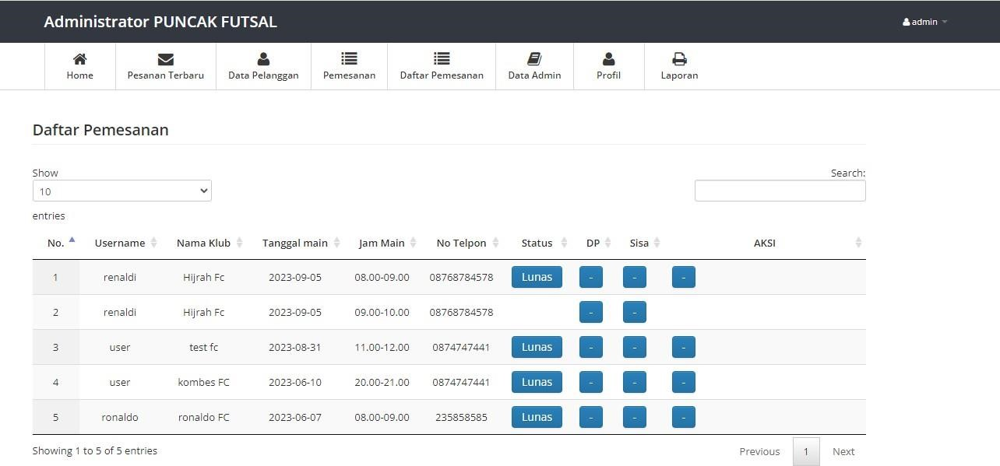 Administrator PUNCAK FUTSAL
admin
Home Pesanan Terbaru Data Pelanggan Pemesanan Daftar Pemesanan Data Admin Profil Laporan
Daftar Pemesanan
Show
Search:
10
entries
No. Username Nama Klub Tanggal main Jam Main No Telpon Status DP Sisa AKSI
1 renaldi Hijrah Fc 2023-09-05 08.00-09.00 08768784578 Lunas - - -
2 renaldi Hijrah Fc 2023-09-05 09.00-10.00 08768784578 - -
3 user test fc 2023-08-31 11.00-12.00 0874747441 Lunas - - -
4 user kombes FC 2023-06-10 20.00-21.00 0874747441 Lunas - - -
5 ronaldo ronaldo FC 2023-06-07 08.00-09.00 235858585 Lunas - - -
Showing 1 to 5 of 5 entries
Previous 1 Next